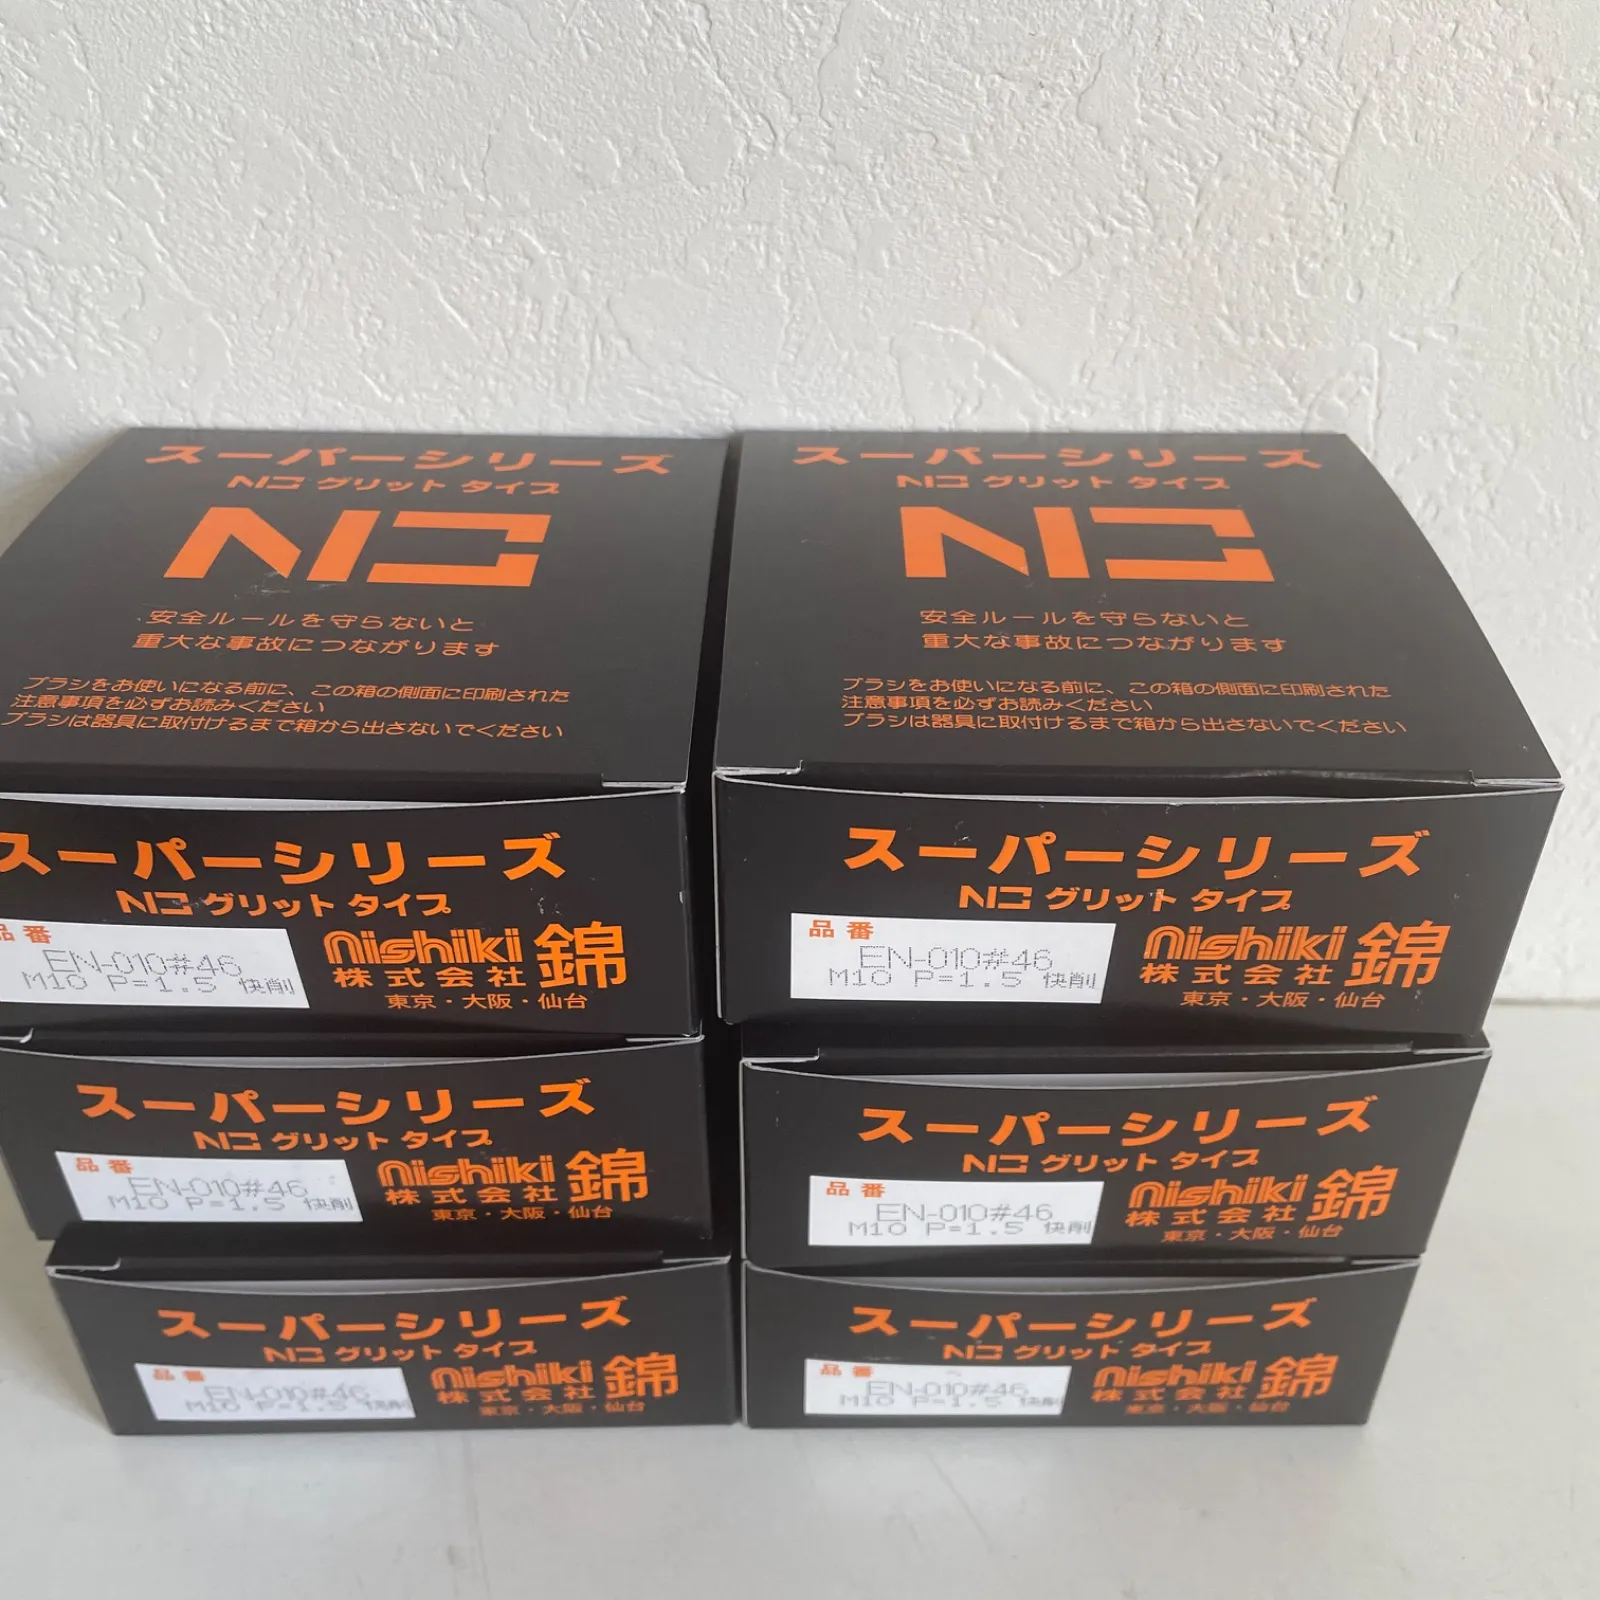 スーパーシリーズ
NC グリット タイプ
NC
安全ルールを守らないと
重大な事故につながります
ブラシをお使いになる前に、この箱の側面に印刷された
注意事項を必ずお読みください
ブラシは器具に取付けるまで箱から出さないでください
スーパーシリーズ
NC グリット タイプ
品番
EN-010#46
M10 P=1.5 快削
nishiki 錦
株式会社
東京・大阪・仙台
スーパーシリーズ
NC グリット タイプ
品番
EN-010#46
M10 P=1.5 快削
nishiki 錦
株式会社
東京・大阪・仙台
スーパーシリーズ
NC グリット タイプ
品番
EN-010#46
M10 P=1.5 快削
nishiki 錦
株式会社
東京・大阪・仙台
スーパーシリーズ
NC グリット タイプ
NC
安全ルールを守らないと
重大な事故につながります
ブラシをお使いになる前に、この箱の側面に印刷された
注意事項を必ずお読みください
ブラシは器具に取付けるまで箱から出さないでください
スーパーシリーズ
NC グリット タイプ
品番
EN-010#46
M10 P=1.5 快削
nishiki 錦
株式会社
東京・大阪・仙台
スーパーシリーズ
NC グリット タイプ
品番
EN-010#46
M10 P=1.5 快削
nishiki 錦
株式会社
東京・大阪・仙台
スーパーシリーズ
NC グリット タイプ
品番
EN-010#46
M10 P=1.5 快削
nishiki 錦
株式会社
東京・大阪・仙台